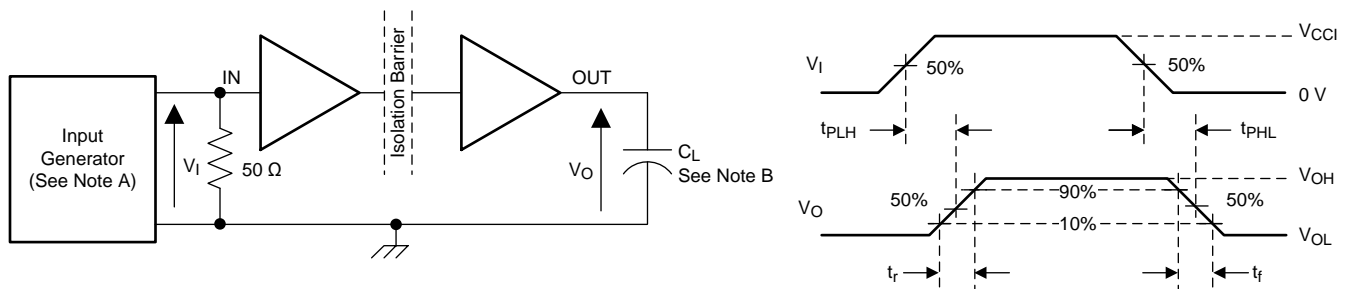 Input
Generator
(See Note A)
V_I
IN
50 Ω
Isolation Barrier
OUT
V_O
C_L
See Note B
V_I
50%
50%
V_CCI
0 V
t_PLH
t_PHL
V_O
50%
90%
10%
50%
V_OH
V_OL
t_r
t_f